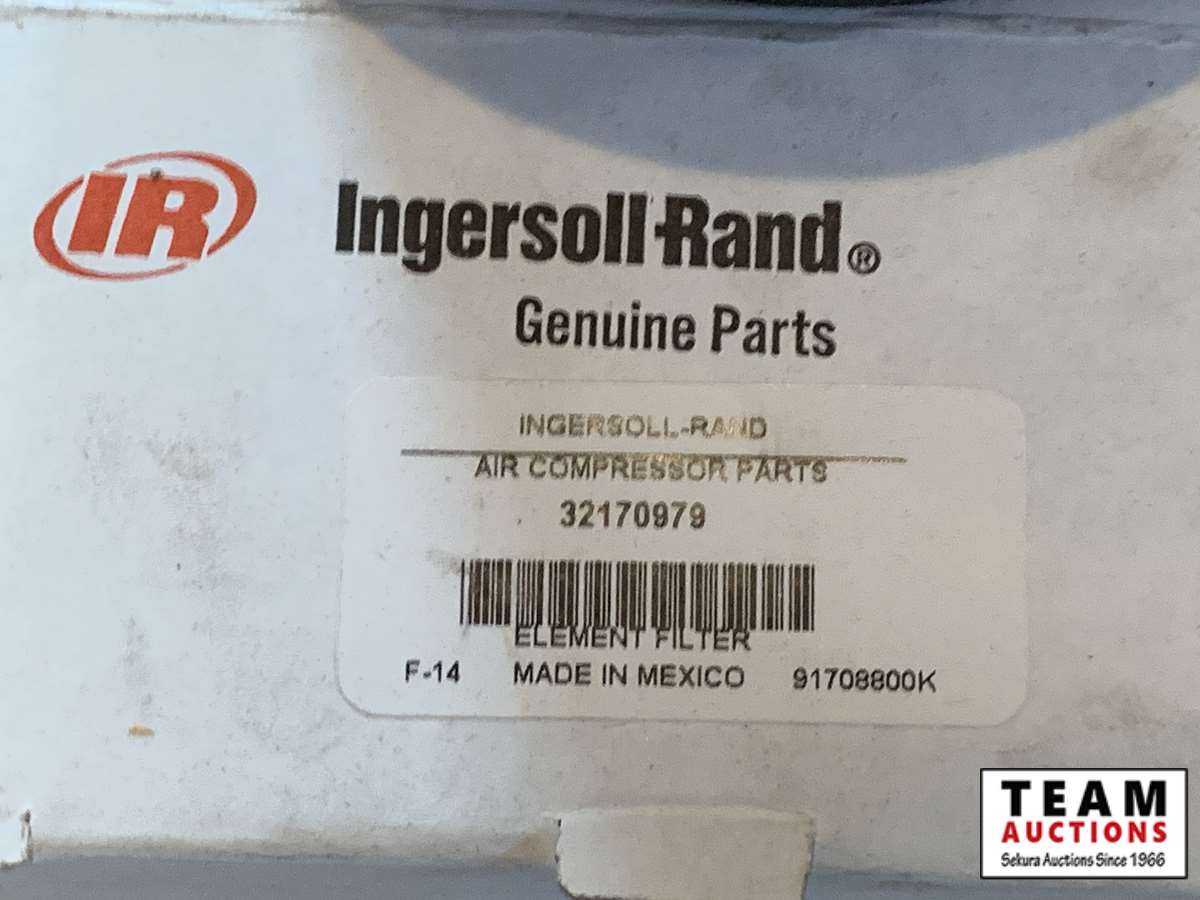 IR
Ingersoll-Rand®
Genuine Parts
INGERSOLL-RAND
AIR COMPRESSOR PARTS
32170979
ELEMENT FILTER
F-14 MADE IN MEXICO 91708800K
TEAM
AUCTIONS
Sekura Auctions Since 1966